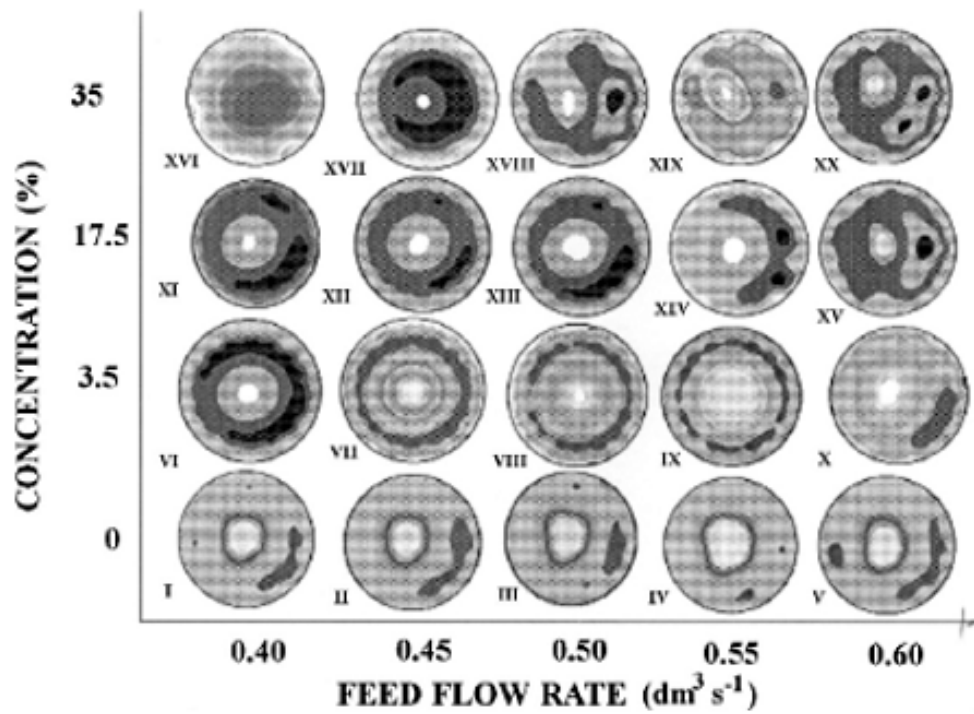 CONCENTRATION (%)
35
XVI XVII XVIII XIX XX
17.5
XI XII XIII XIV XV
3.5
VI VII VIII IX X
0
I II III IV V
0.40 0.45 0.50 0.55 0.60
FEED FLOW RATE (dm³ s⁻¹)